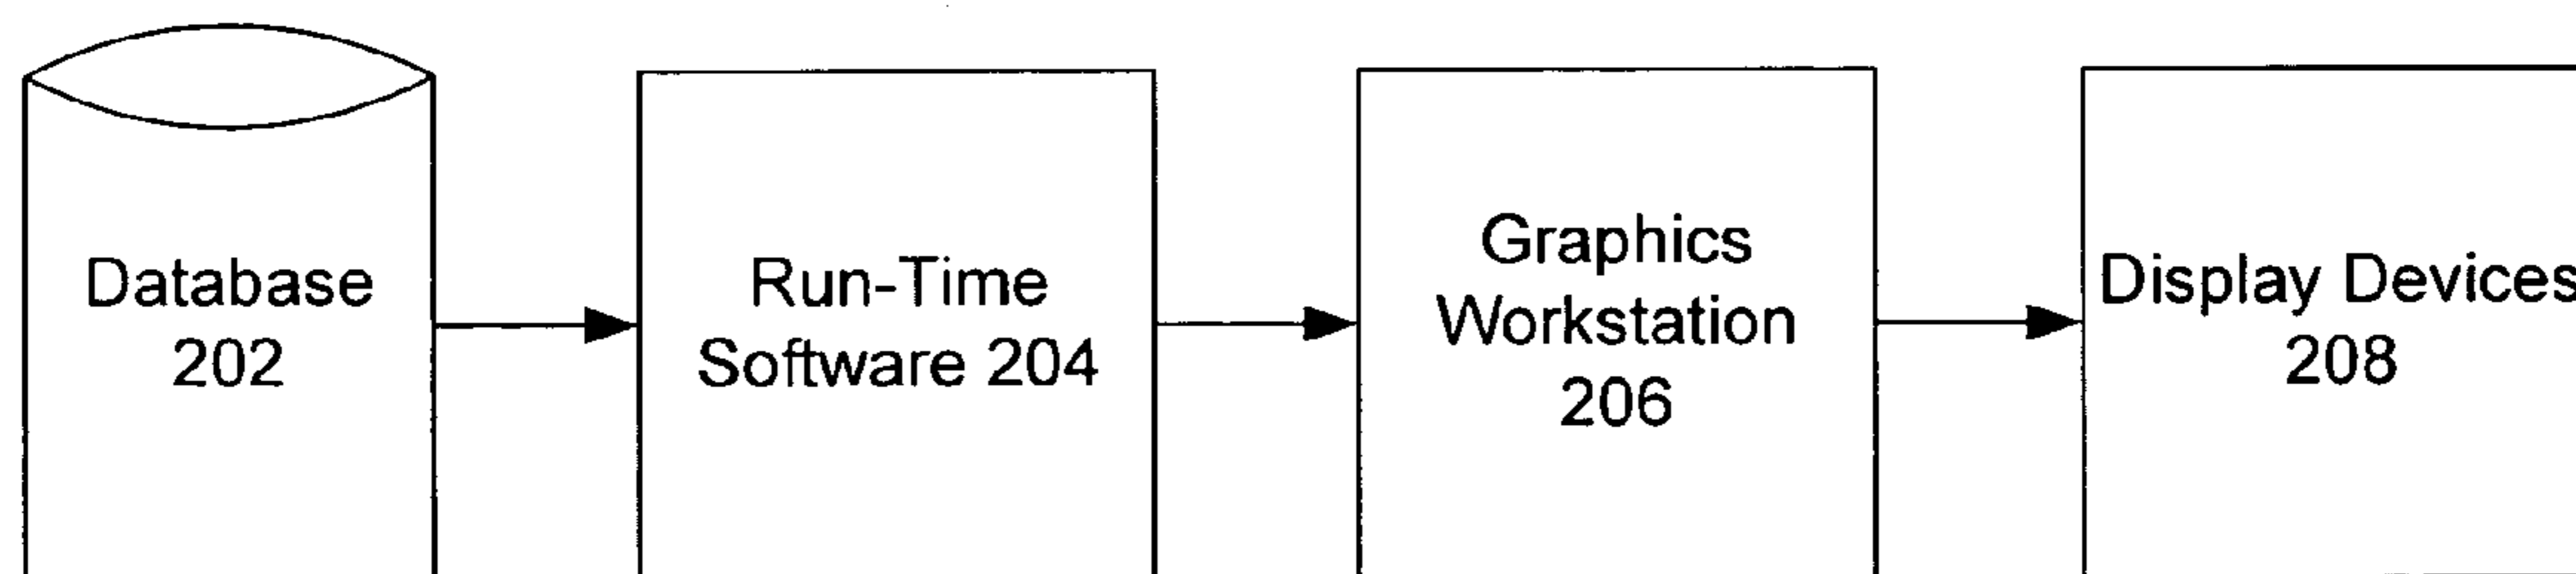 Database
202
Run-Time
Software 204
Graphics
Workstation
206
Display Devices
208